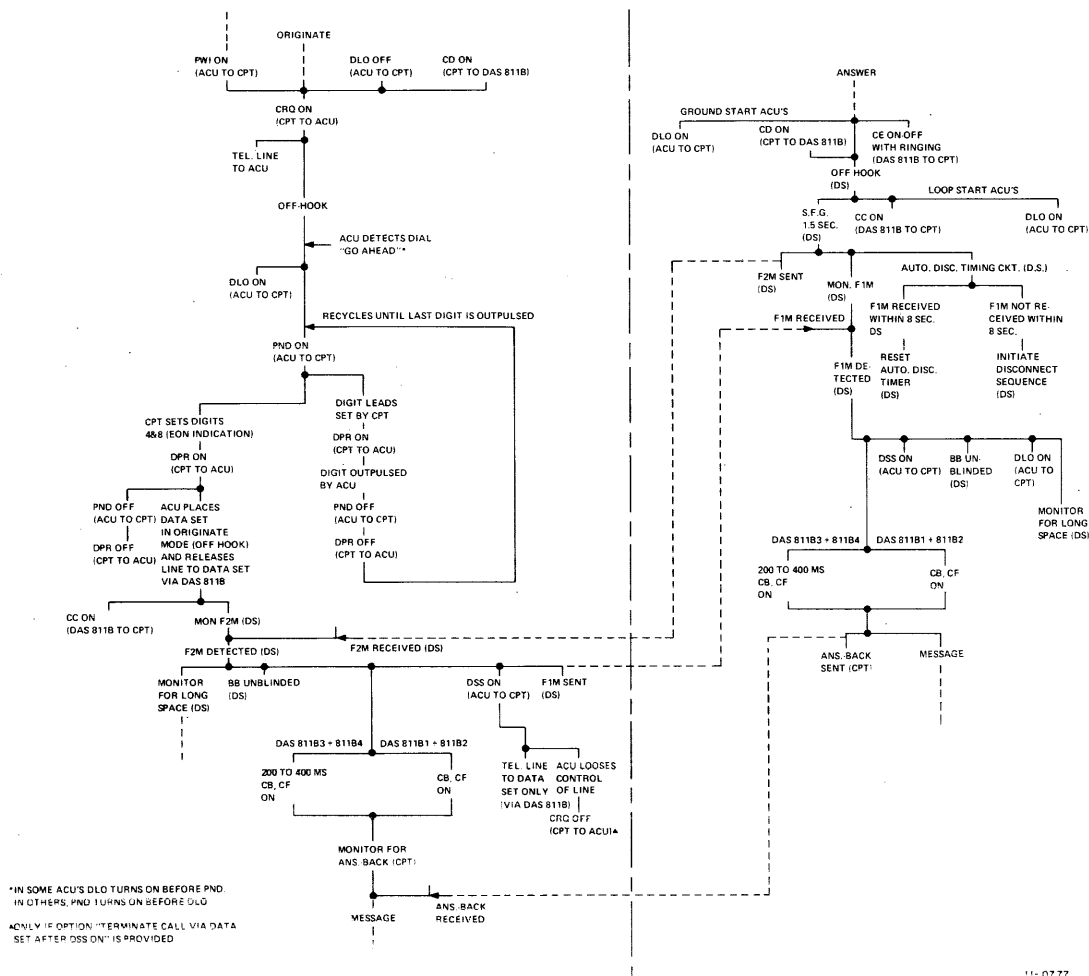 ORIGINATE
PWI ON
(ACU TO CPT)
DLO OFF
(ACU TO CPT)
CD ON
(CPT TO DAS 811B)
CRQ ON
(CPT TO ACU)
TEL. LINE
TO ACU
OFF-HOOK
ACU DETECTS DIAL
"GO AHEAD"*
DLO ON
(ACU TO CPT)
RECYCLES UNTIL LAST DIGIT IS OUTPULSED
PND ON
(ACU TO CPT)
CPT SETS DIGITS
4&8 (EON INDICATION)
DPR ON
(CPT TO ACU)
PND OFF
(ACU TO CPT)
DPR OFF
(CPT TO ACU)
ACU PLACES
DATA SET
IN ORIGINATE
MODE (OFF HOOK)
AND RELEASES
LINE TO DATA SET
VIA DAS 811B
DIGIT LEADS
SET BY CPT
DPR ON
(CPT TO ACU)
DIGIT OUTPULSED
BY ACU
PND OFF
(ACU TO CPT)
DPR OFF
(CPT TO ACU)
CC ON
(DAS 811B TO CPT)
MON F2M (DS)
F2M DETECTED (DS)
F2M RECEIVED (DS)
MONITOR
FOR LONG
SPACE (DS)
BB UNBLINDED
(DS)
DSS ON
(ACU TO CPT)
F1M SENT
(DS)
DAS 811B3 + 811B4
DAS 811B1 + 811B2
200 TO 400 MS
CB, CF
ON
CB, CF
ON
TEL. LINE
TO DATA
SET ONLY
(VIA DAS 811B)
ACU LOOSES
CONTROL
OF LINE
CRQ OFF
(CPT TO ACU)▲
MONITOR FOR
ANS.-BACK (CPT)
MESSAGE
ANS.-BACK
RECEIVED
*IN SOME ACU'S DLO TURNS ON BEFORE PND.
IN OTHERS, PND TURNS ON BEFORE DLO
▲ONLY IF OPTION "TERMINATE CALL VIA DATA
SET AFTER DSS ON" IS PROVIDED
ANSWER
GROUND START ACU'S
DLO ON
(ACU TO CPT)
CD ON
(CPT TO DAS 811B)
CE ON-OFF
WITH RINGING
(DAS 811B TO CPT)
OFF HOOK
(DS)
LOOP START ACU'S
S.F.G.
1.5 SEC.
(DS)
CC ON
(DAS 811B TO CPT)
DLO ON
(ACU TO CPT)
F2M SENT
(DS)
MON. F1M
(DS)
AUTO. DISC. TIMING CKT. (D.S.)
F1M RECEIVED
F1M RECEIVED
WITHIN 8 SEC.
DS
F1M NOT RE-
CEIVED WITHIN
8 SEC.
F1M DE-
TECTED (DS)
RESET
AUTO. DISC.
TIMER
(DS)
INITIATE
DISCONNECT
SEQUENCE
(DS)
DSS ON
(ACU TO CPT)
BB UN-
BLINDED
(DS)
DLO ON
(ACU TO
CPT)
MONITOR
FOR LONG
SPACE (DS)
DAS 811B3 + 811B4
DAS 811B1 + 811B2
200 TO 400 MS
CB, CF
ON
CB, CF
ON
ANS.-BACK
SENT (CPT)
MESSAGE
11-0777